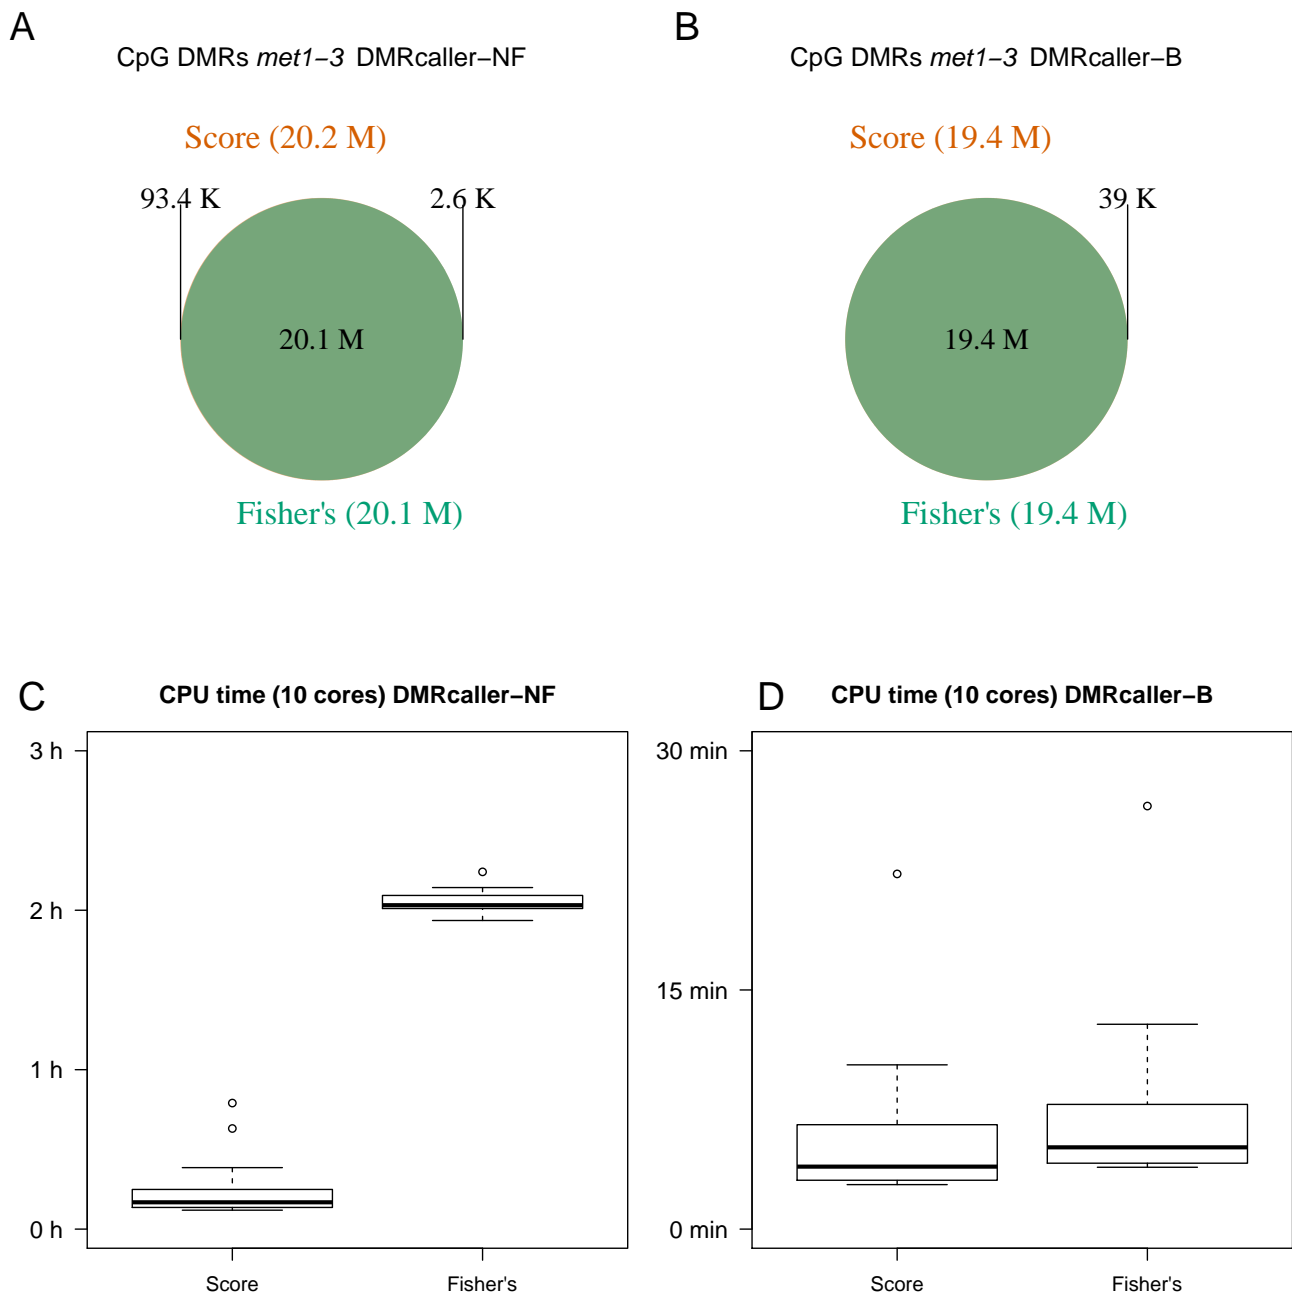 A
CpG DMRs met1−3 DMRcaller−NF
Score (20.2 M)
93.4 K
2.6 K
20.1 M
Fisher's (20.1 M)
B
CpG DMRs met1−3 DMRcaller−B
Score (19.4 M)
39 K
19.4 M
Fisher's (19.4 M)
C
CPU time (10 cores) DMRcaller−NF
3 h
2 h
1 h
0 h
Score
Fisher's
D
CPU time (10 cores) DMRcaller−B
30 min
15 min
0 min
Score
Fisher's